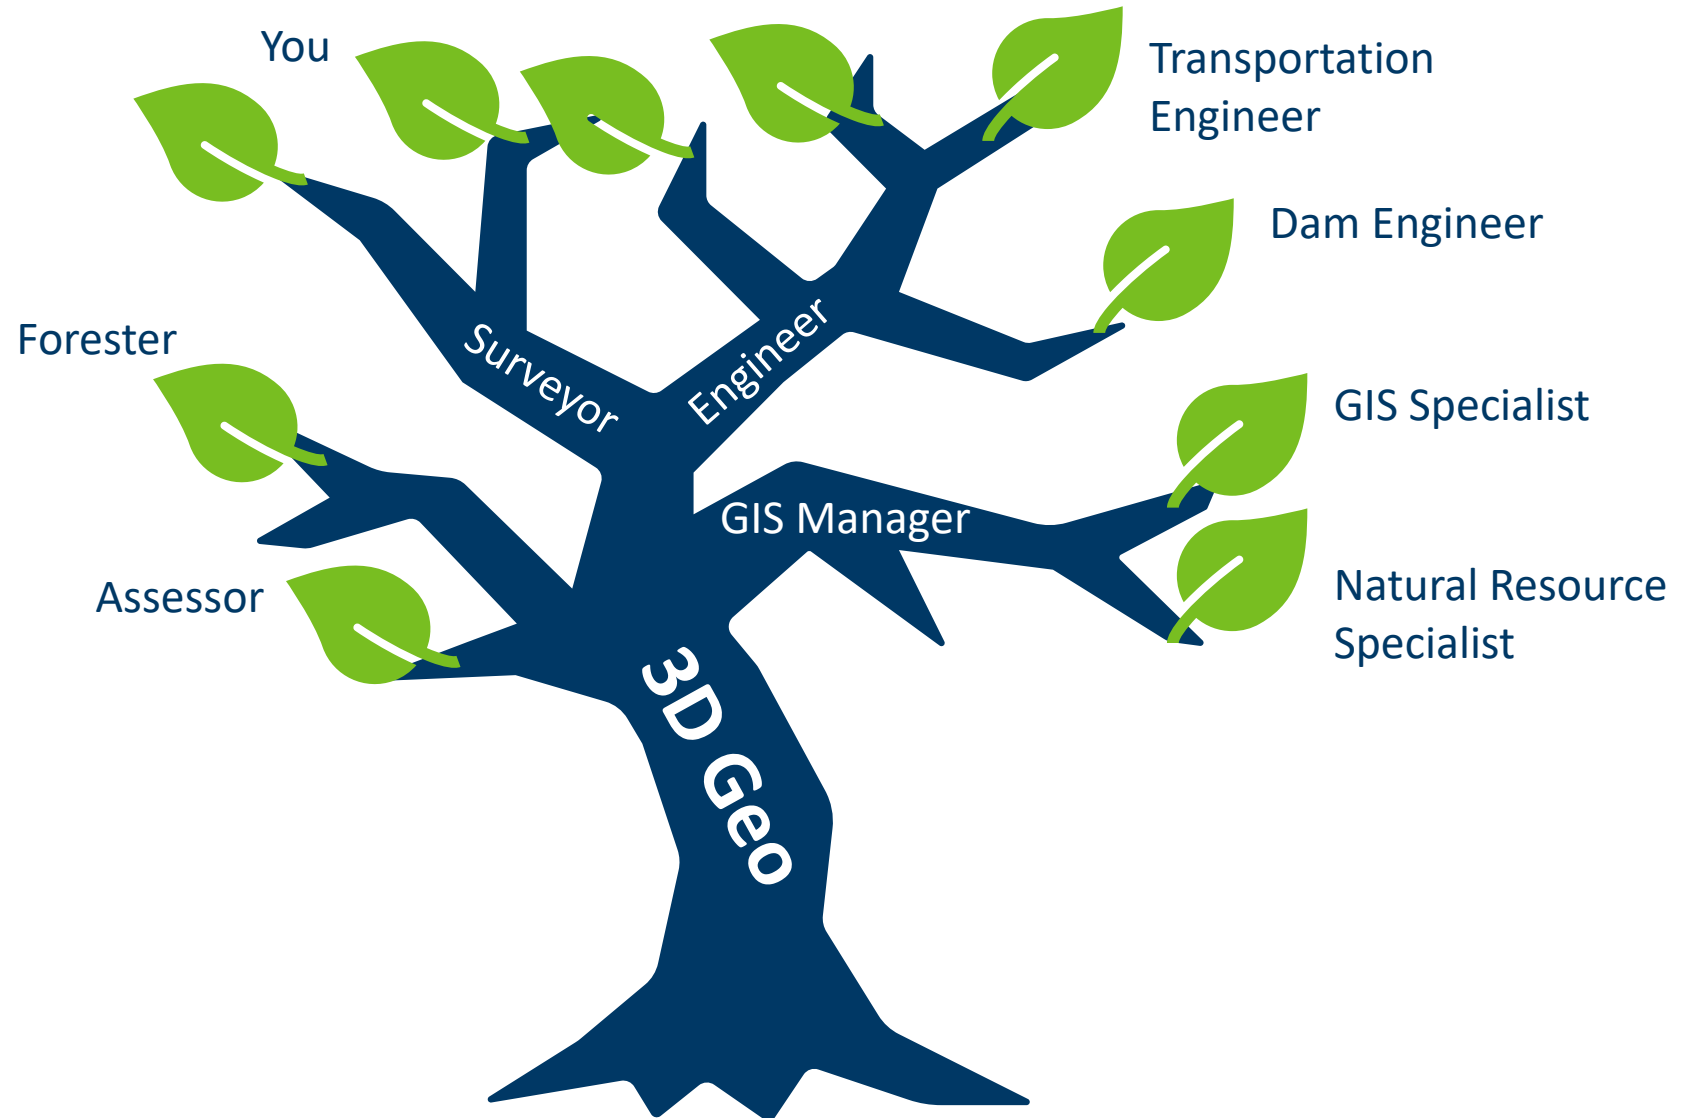 You
Transportation
Engineer
Dam Engineer
Forester
Surveyor
Engineer
GIS Specialist
GIS Manager
Assessor
Natural Resource
Specialist
3D Geo